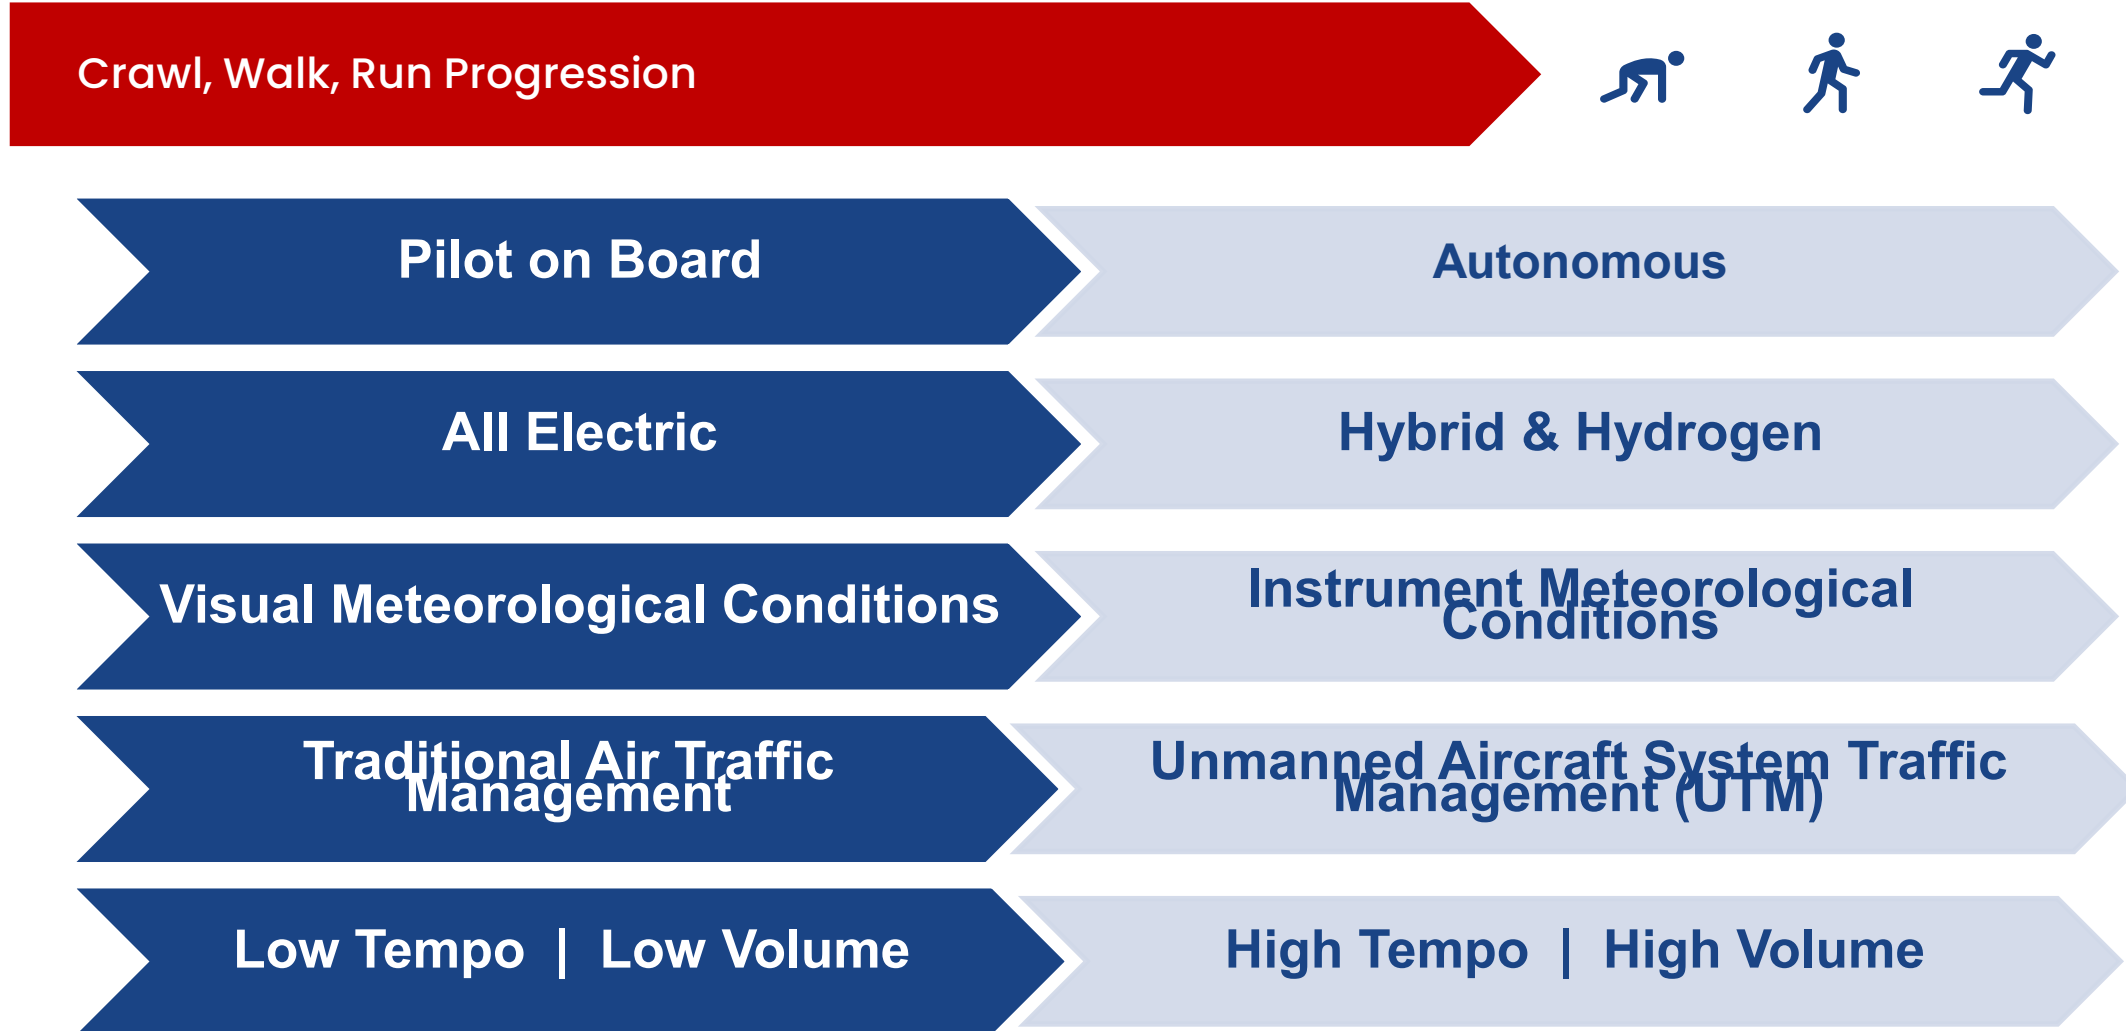 Crawl, Walk, Run Progression
Pilot on Board
Autonomous
All Electric
Hybrid & Hydrogen
Visual Meteorological Conditions
Instrument Meteorological
Conditions
Traditional Air Traffic
Management
Unmanned Aircraft System Traffic
Management (UTM)
Low Tempo | Low Volume
High Tempo | High Volume